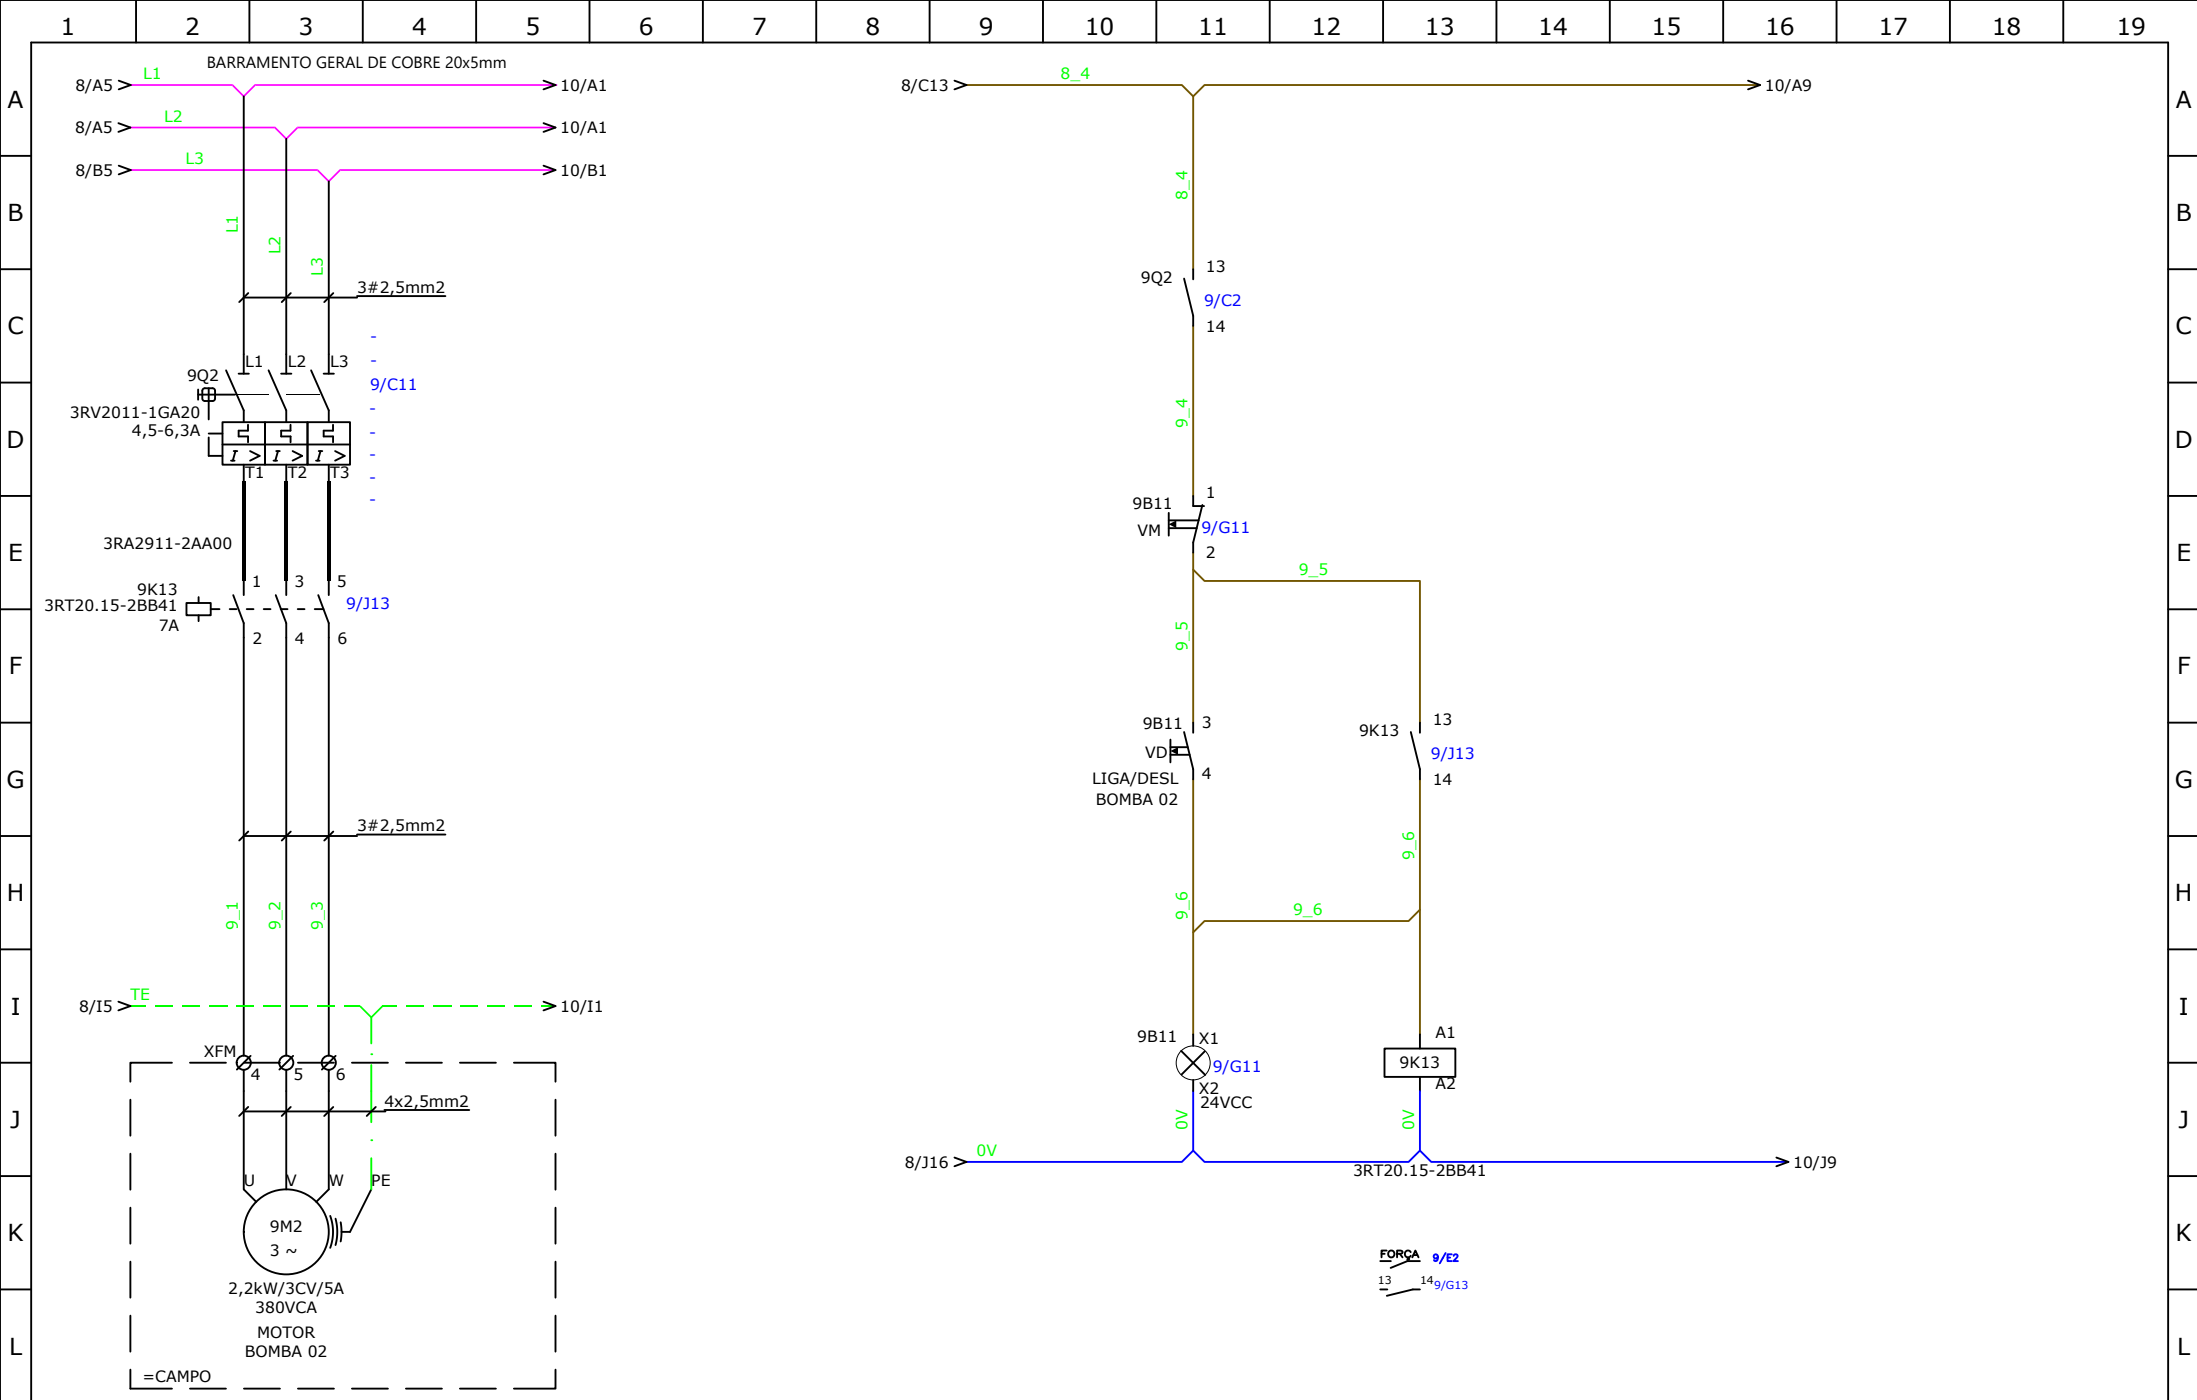 1 2 3 4 5 6 7 8 9 10 11 12 13 14 15 16 17 18 19
BARRAMENTO GERAL DE COBRE 20x5mm
A
8/A5 L1 10/A1
8/A5 L2 10/A1
8/B5 L3 10/B1
8/C13 8_4 10/A9
A
B
L1
L2
L3
8_4
B
3#2,5mm2
C
9Q2
L1 L2 L3
9/C11
3RV2011-1GA20
4,5-6,3A
-
-
-
-
-
-
-
9Q2
13
9/C2
14
C
D
I > I > I >
T1 T2 T3
9_4
D
E
3RA2911-2AA00
9K13
3RT20.15-2BB41
7A
1 3 5
9/J13
2 4 6
9B11
VM
1
9/G11
2
9_5
E
F
9_5
F
G
9B11
VD
3
4
LIGA/DESL
BOMBA 02
9K13
13
9/J13
14
G
3#2,5mm2
H
9_1
9_2
9_3
9_6
9_6
9_6
H
I
8/I5 TE 10/I1
XFM
4 5 6
9B11
X1
9/G11
X2
24VCC
A1
9K13
A2
I
J
4x2,5mm2
0V
0V
8/J16 0V 10/J9
3RT20.15-2BB41
J
K
U V W PE
9M2
3 ~
2,2kW/3CV/5A
380VCA
MOTOR
BOMBA 02
=CAMPO
FORÇA 9/E2
13 14 9/G13
K
L
L